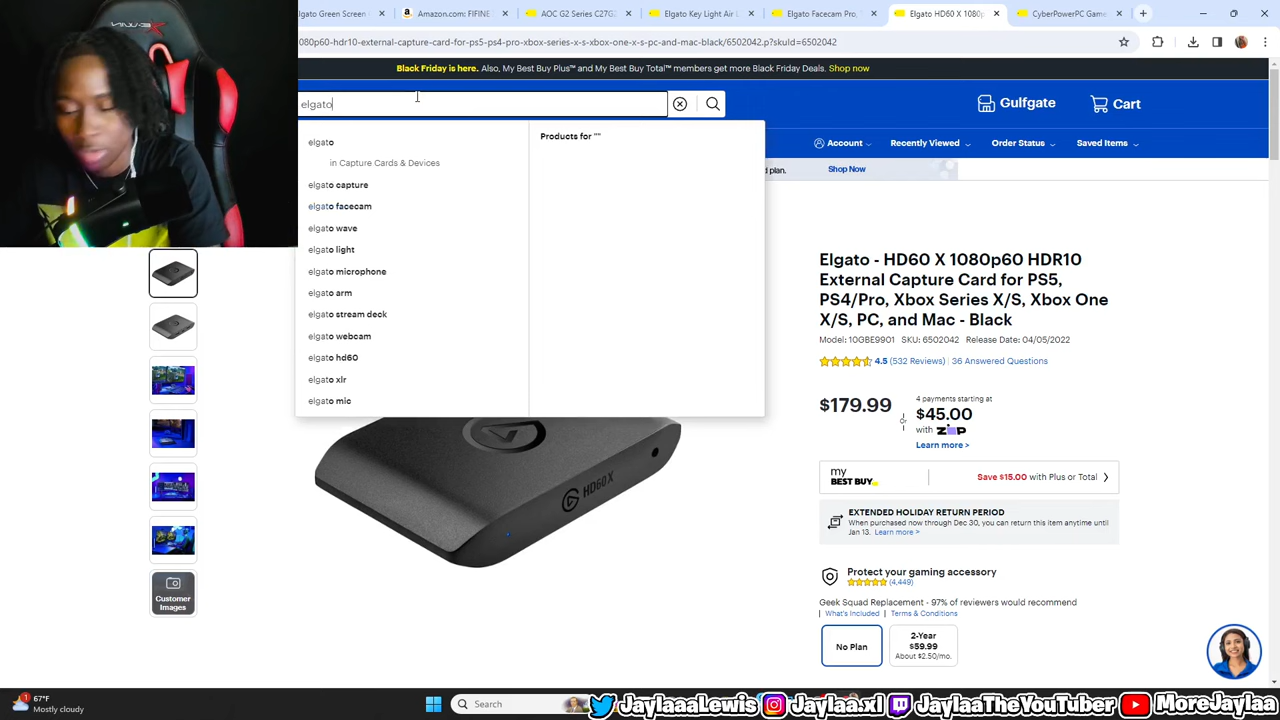 lgato Green Screen
Amazon.com: FIFINE
AOC G2 Series C27G
Elgato Key Light A
Elgato HD60 X 1080p
CyberPowerPC Game
080p60-hdr10-external-capture-card-for-ps5-ps4-pro-xbox-series-x-s-xbox-one-x-s-pc-and-mac-black/6502042.p?skuId=6502042
Black Friday is here. Also, My Best Buy Plus™ and My Best Buy Total™ members get more Black Friday Deals. Shop now
elgato
Gulfgate
Cart
Account
Recently Viewed
Order Status
Saved Items
d plan.
Shop Now
elgato
in Capture Cards & Devices
elgato capture
elgato facecam
elgato wave
elgato light
elgato microphone
elgato arm
elgato stream deck
elgato webcam
elgato hd60
elgato xlr
elgato mic
Products for ""
Elgato - HD60 X 1080p60 HDR10
External Capture Card for PS5,
PS4/Pro, Xbox Series X/S, Xbox One
X/S, PC, and Mac - Black
Model: 10GBE9901 SKU: 6502042 Release Date: 04/05/2022
4.5 (532 Reviews) | 36 Answered Questions
$179.99
or
4 payments starting at
$45.00
with ZIP
Learn more >
my
BEST BUY
Save $15.00 with Plus or Total
EXTENDED HOLIDAY RETURN PERIOD
When purchased now through Dec 30, you can return this item anytime until
Jan 13. Learn more >
Protect your gaming accessory
(4,449)
Geek Squad Replacement - 97% of reviewers would recommend
What's Included
Terms & Conditions
No Plan
2-Year
$59.99
About $2.50/mo.
HD60 X
Customer
Images
1
67°F
Mostly cloudy
Search
JaylaaaLewis
Jaylaa.xl
JaylaaTheYouTuber
MoreJaylaa